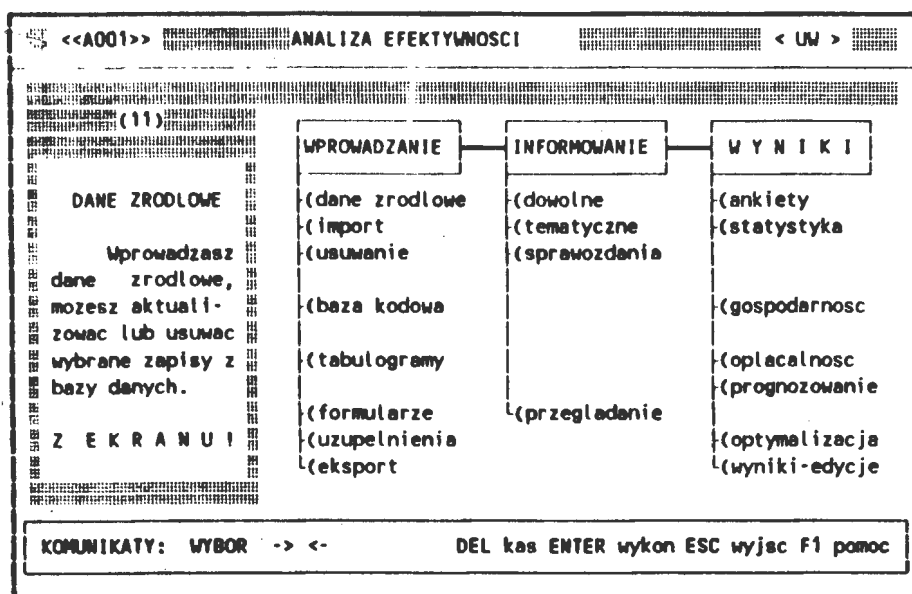 <<A001>> ANALIZA EFEKTYWNOSCI < UW >
(11)
DANE ZRODLOWE
Wprowadzasz
dane zrodlowe,
mozesz aktuali-
zowac lub usuwac
wybrane zapisy z
bazy danych.
Z EKRANU!
WPROWADZANIE
(dane zrodlowe
(import
(usuwanie
(baza kodowa
(tabulogramy
(formularze
(uzupelnienia
(eksport
INFORMOWANIE
(dowolne
(tematyczne
(sprawozdania
(przegladanie
W Y N I K I
(ankiety
(statystyka
(gospodarnosc
(oplacalnosc
(prognozowanie
(optymalizacja
(wyniki-edycje
KOMUNIKATY: WYBOR -> <- DEL kas ENTER wykon ESC wyjsc F1 pomoc